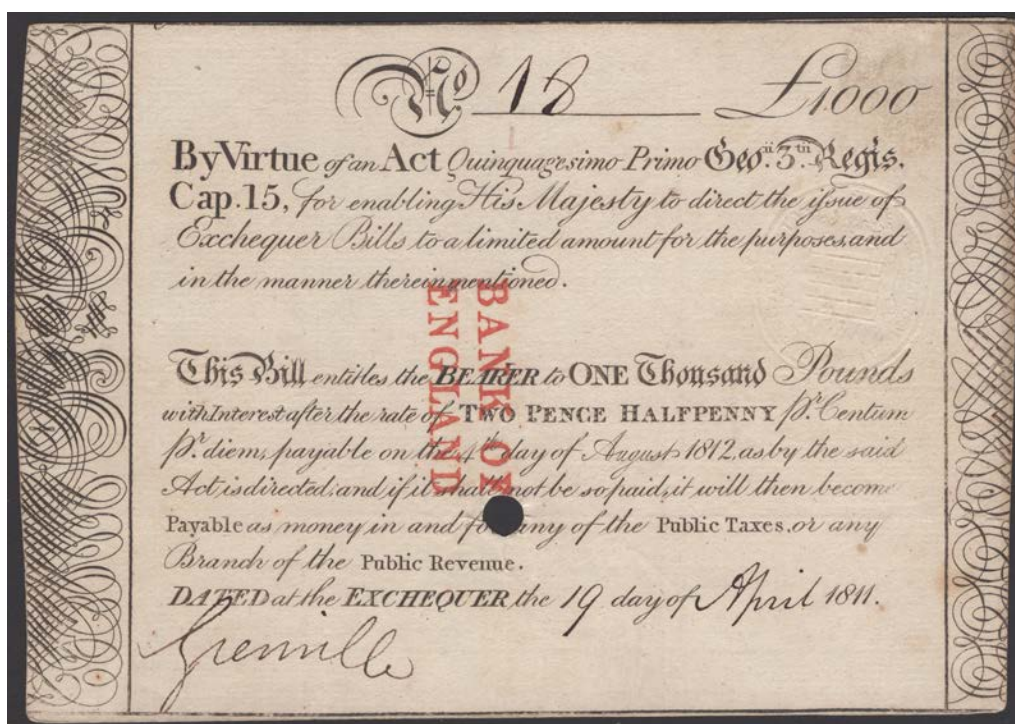 No 18 £1000
By Virtue of an Act Quinquagesimo Primo Geo.ii 3.tii Regis.
Cap. 15, for enabling His Majesty to direct the issue of
Exchequer Bills to a limited amount for the purposes, and
in the manner therein mentioned.
BANK OF
ENGLAND
This Bill entitles the BEARER to ONE Thousand Pounds
with Interest after the rate of TWO PENCE HALFPENNY pr. Centum
pr. diem, payable on the 4th day of August 1812, as by the said
Act is directed; and if it shall not be so paid, it will then become
Payable as money in and for any of the Public Taxes, or any
Branch of the Public Revenue.
DATED at the EXCHEQUER the 19 day of April 1811.
Grenville